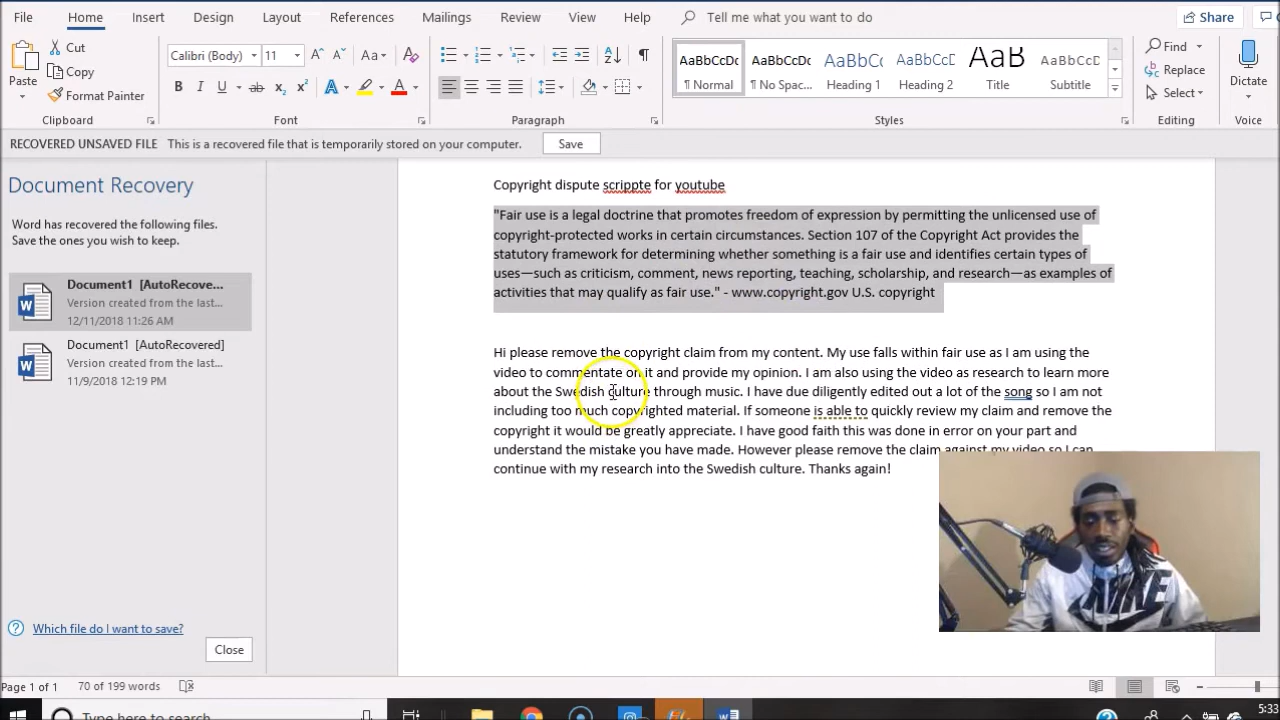 File Home Insert Design Layout References Mailings Review View Help Tell me what you want to do Share
Cut
Copy
Format Painter
Paste
Calibri (Body) 11
Aa
B I U ab x₂ x² A A
¶
AaBbCcDc AaBbCcDc AaBbCc AaBbCcD AaB AaBbCcD
¶ Normal ¶ No Spac... Heading 1 Heading 2 Title Subtitle
Find
Replace
Select
Dictate
Clipboard Font Paragraph Styles Editing Voice
RECOVERED UNSAVED FILE This is a recovered file that is temporarily stored on your computer. Save
Document Recovery
Word has recovered the following files.
Save the ones you wish to keep.
Document1 [AutoRecove...
Version created from the last...
12/11/2018 11:26 AM
Document1 [AutoRecovered]
Version created from the last...
11/9/2018 12:19 PM
Which file do I want to save?
Close
Copyright dispute scrippte for youtube
"Fair use is a legal doctrine that promotes freedom of expression by permitting the unlicensed use of
copyright-protected works in certain circumstances. Section 107 of the Copyright Act provides the
statutory framework for determining whether something is a fair use and identifies certain types of
uses—such as criticism, comment, news reporting, teaching, scholarship, and research—as examples of
activities that may qualify as fair use." - www.copyright.gov U.S. copyright
Hi please remove the copyright claim from my content. My use falls within fair use as I am using the
video to commentate on it and provide my opinion. I am also using the video as research to learn more
about the Swedish culture through music. I have due diligently edited out a lot of the song so I am not
including too much copyrighted material. If someone is able to quickly review my claim and remove the
copyright it would be greatly appreciate. I have good faith this was done in error on your part and
understand the mistake you have made. However please remove the claim against my video so I can
continue with my research into the Swedish culture. Thanks again!
NIKE
Page 1 of 1 70 of 199 words
Type here to search
5:33